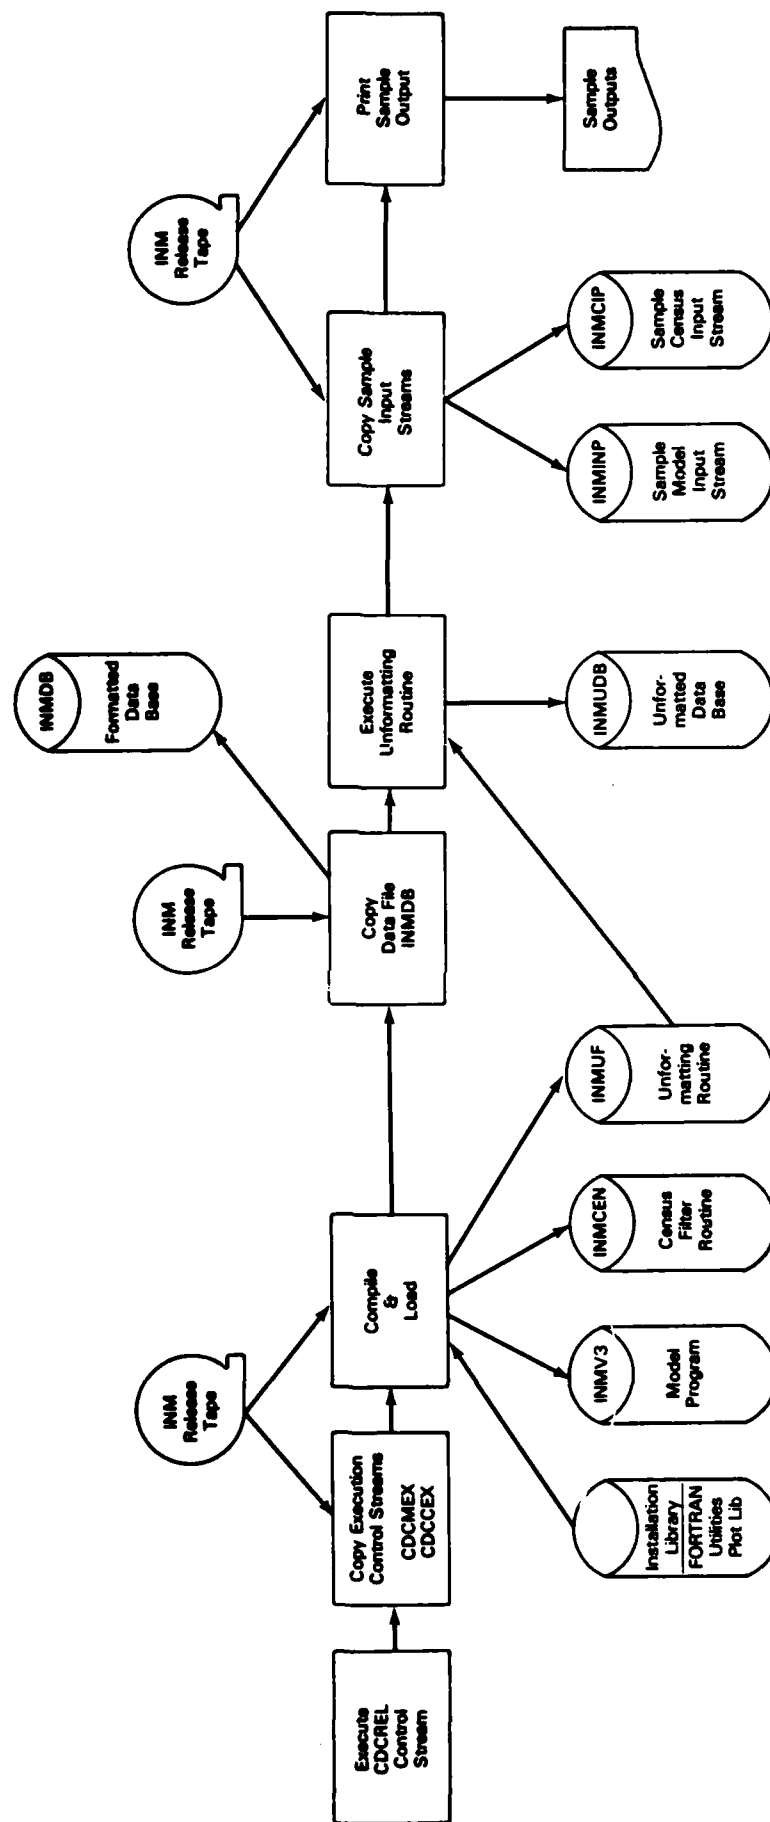 Execute
CDCREL
Control
Stream
Copy Execution
Control Streams
CDCMEX
CDCCEX
INM
Release
Tape
Compile
&
Load
Installation
Library
FORTRAN
Utilities
Plot Lib
INMV3
Model
Program
INMCEN
Census
Filter
Routine
INMUF
Unfor-
matting
Routine
INM
Release
Tape
Copy
Data File
INMDB
INMDB
Formatted
Data
Base
Execute
Unformatting
Routine
INMUDB
Unfor-
matted
Data
Base
INM
Release
Tape
Copy Sample
Input
Streams
INMINP
Sample
Model
Input
Stream
INMCIP
Sample
Census
Input
Stream
Print
Sample
Output
Sample
Outputs